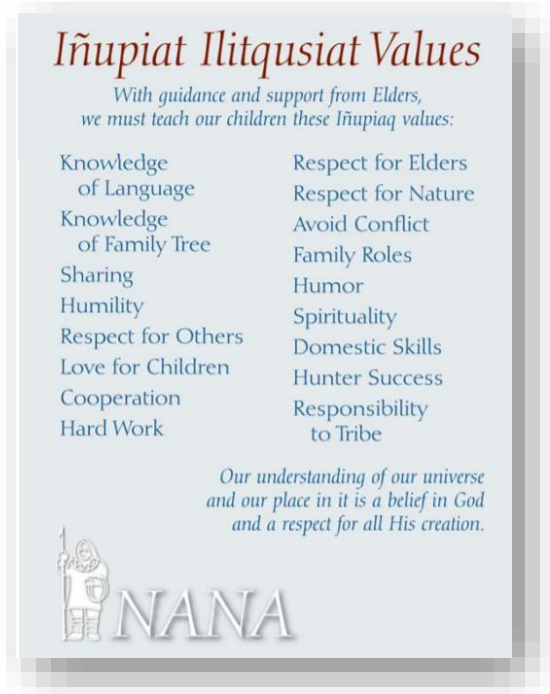 Iñupiat Ilitqusiat Values
With guidance and support from Elders,
we must teach our children these Iñupiaq values:
Knowledge
of Language
Knowledge
of Family Tree
Sharing
Humility
Respect for Others
Love for Children
Cooperation
Hard Work
Respect for Elders
Respect for Nature
Avoid Conflict
Family Roles
Humor
Spirituality
Domestic Skills
Hunter Success
Responsibility
to Tribe
Our understanding of our universe
and our place in it is a belief in God
and a respect for all His creation.
NANA